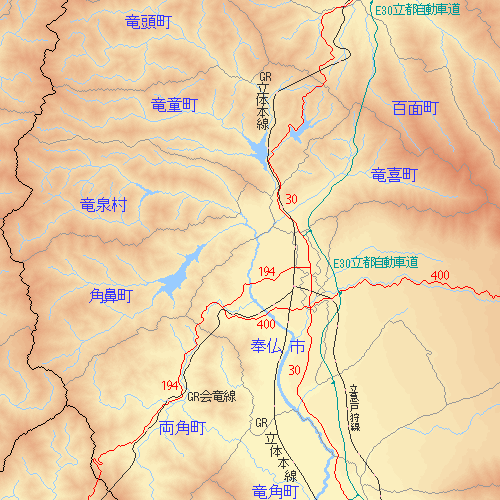 竜頭町
E30立都自動車道
GR
立体本線
竜童町
白面町
竜喜町
竜泉村
30
E30立都自動車道
194
400
角鼻町
400
奉仏市
30
194
GR会竜線
立意戸狩線
両角町
GR
立体本線
竜角町